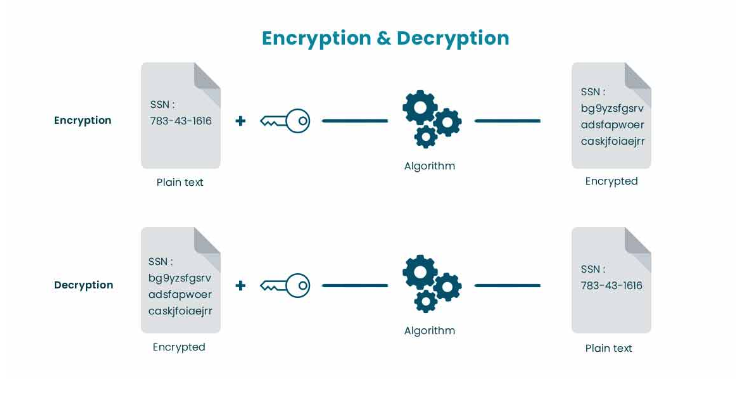 Encryption & Decryption
Encryption
SSN :
783-43-1616
+
Plain text
Algorithm
SSN :
bg9yzsfgsrv
adsfapwoer
caskjfoiaejrr
Encrypted
Decryption
SSN :
bg9yzsfgsrv
adsfapwoer
caskjfoiaejrr
+
Encrypted
Algorithm
SSN :
783-43-1616
Plain text